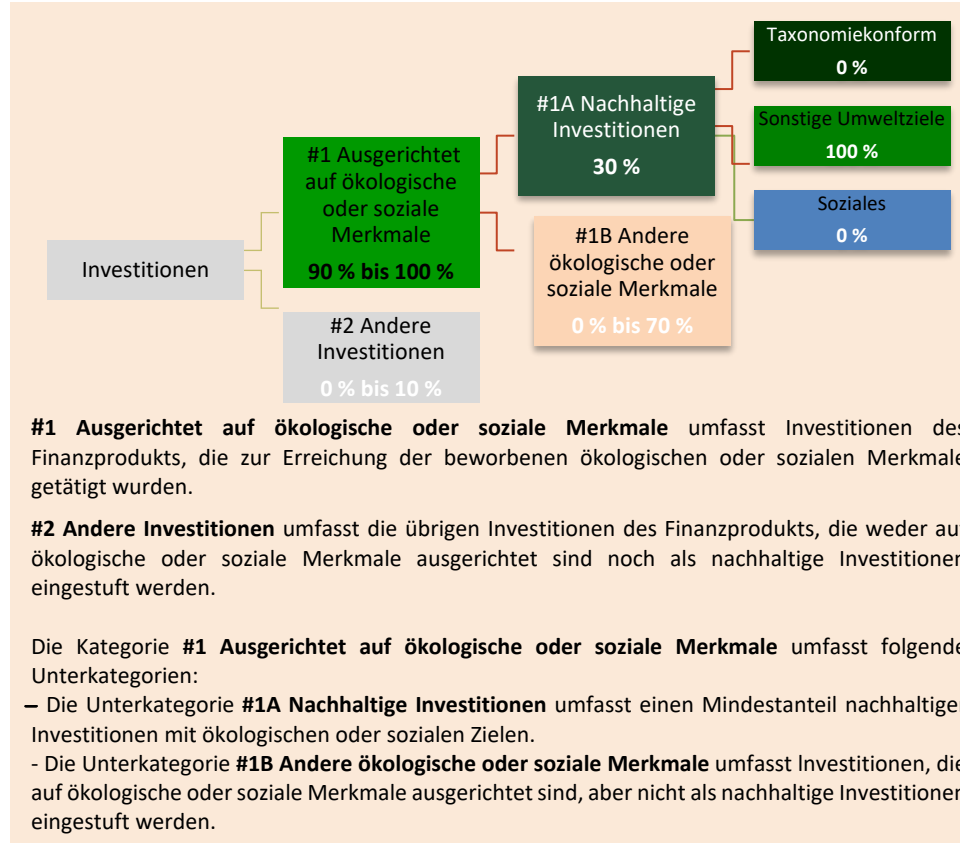 Taxonomiekonform
0 %
#1A Nachhaltige
Investitionen
30 %
Sonstige Umweltziele
100 %
#1 Ausgerichtet
auf ökologische
oder soziale
Merkmale
90 % bis 100 %
Soziales
0 %
#1B Andere
ökologische oder
soziale Merkmale
0 % bis 70 %
Investitionen
#2 Andere
Investitionen
0 % bis 10 %
#1 Ausgerichtet auf ökologische oder soziale Merkmale umfasst Investitionen des
Finanzprodukts, die zur Erreichung der beworbenen ökologischen oder sozialen Merkmale
getätigt wurden.
#2 Andere Investitionen umfasst die übrigen Investitionen des Finanzprodukts, die weder auf
ökologische oder soziale Merkmale ausgerichtet sind noch als nachhaltige Investitionen
eingestuft werden.
Die Kategorie #1 Ausgerichtet auf ökologische oder soziale Merkmale umfasst folgende
Unterkategorien:
– Die Unterkategorie #1A Nachhaltige Investitionen umfasst einen Mindestanteil nachhaltiger
Investitionen mit ökologischen oder sozialen Zielen.
- Die Unterkategorie #1B Andere ökologische oder soziale Merkmale umfasst Investitionen, die
auf ökologische oder soziale Merkmale ausgerichtet sind, aber nicht als nachhaltige Investitionen
eingestuft werden.